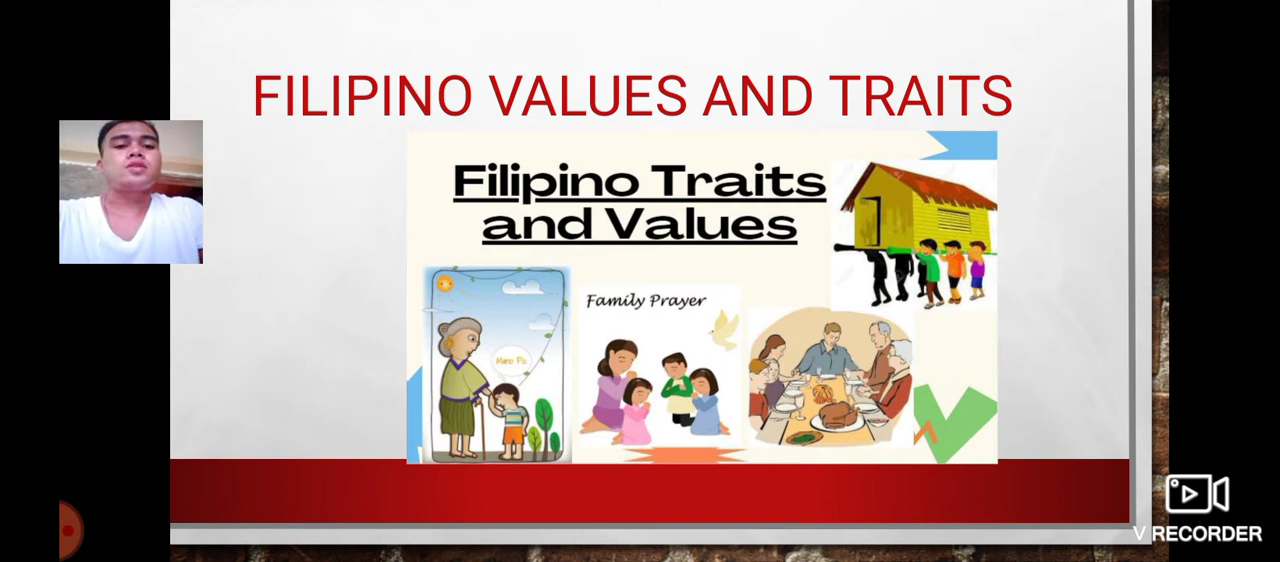 FILIPINO VALUES AND TRAITS
Filipino Traits
and Values
Mano Po
Family Prayer
V RECORDER